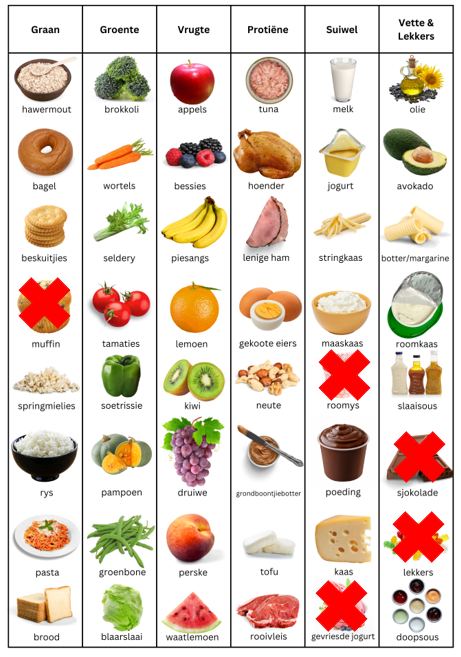 Graan
Groente
Vrugte
Protiëne
Suiwel
Vette &
Lekkers
hawermout
brokkoli
appels
tuna
melk
olie
bagel
wortels
bessies
hoender
jogurt
avokado
beskuitjies
seldery
piesangs
lenige ham
stringkaas
botter/margarine
muffin
tamaties
lemoen
gekoote eiers
maaskaas
roomkaas
springmielies
soetrissie
kiwi
neute
roomys
slaaisous
rys
pampoen
druiwe
grondboontjiebotter
poeding
sjokolade
pasta
groenbone
perske
tofu
kaas
lekkers
brood
blaarslaai
waatlemoen
rooivleis
gevriesde jogurt
doopsous